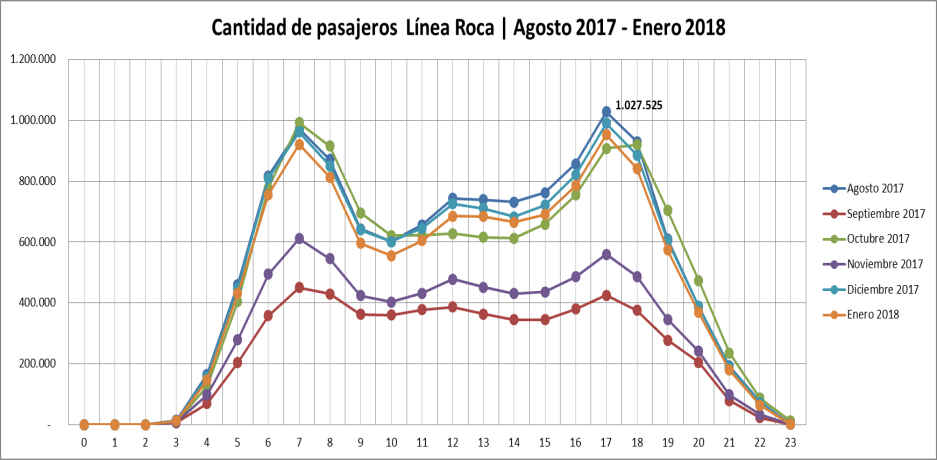 Cantidad de pasajeros Línea Roca | Agosto 2017 - Enero 2018
1.200.000
1.000.000
800.000
600.000
400.000
200.000
-
1.027.525
0 1 2 3 4 5 6 7 8 9 10 11 12 13 14 15 16 17 18 19 20 21 22 23
Agosto 2017
Septiembre 2017
Octubre 2017
Noviembre 2017
Diciembre 2017
Enero 2018